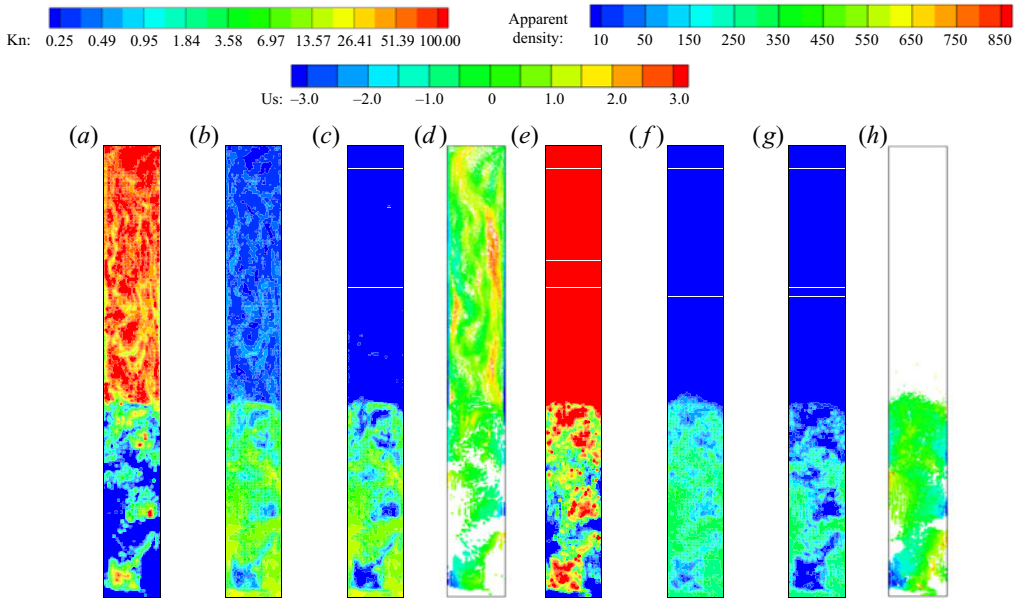 Kn: 0.25 0.49 0.95 1.84 3.58 6.97 13.57 26.41 51.39 100.00
Apparent density: 10 50 150 250 350 450 550 650 750 850
Us: –3.0 –2.0 –1.0 0 1.0 2.0 3.0
(a) (b) (c) (d) (e) (f) (g) (h)